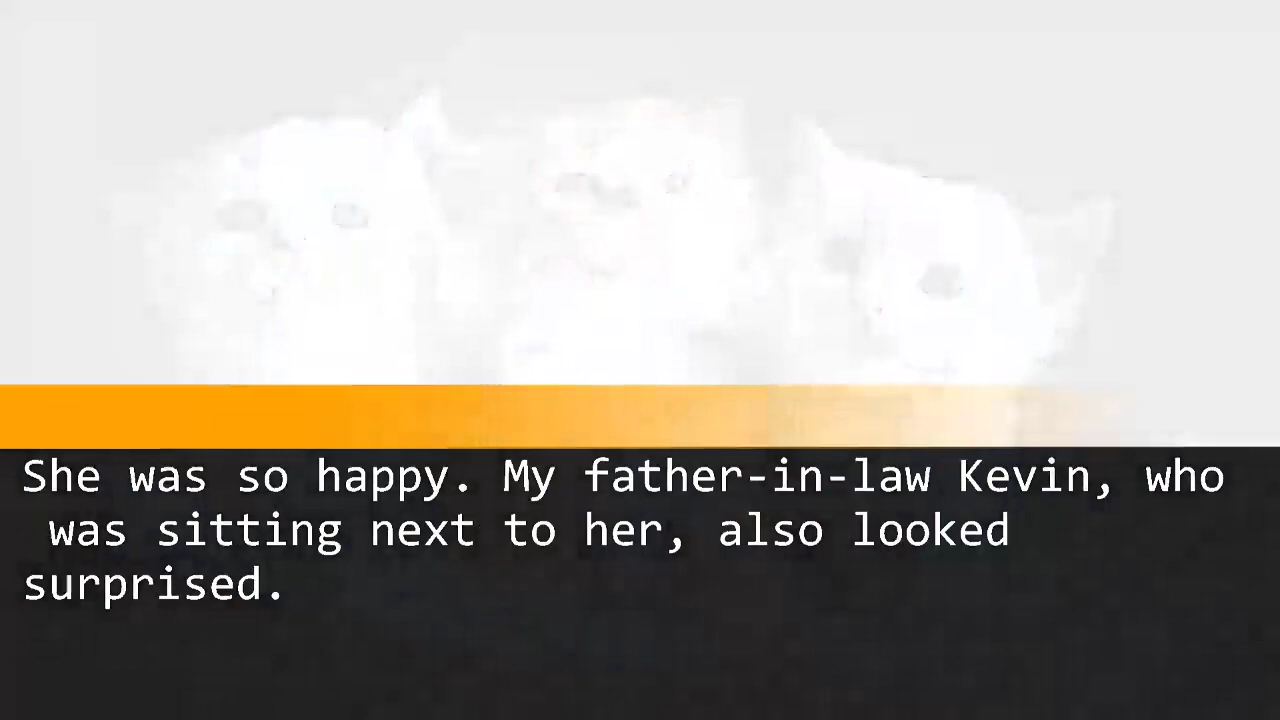 She was so happy. My father-in-law Kevin, who
was sitting next to her, also looked
surprised.